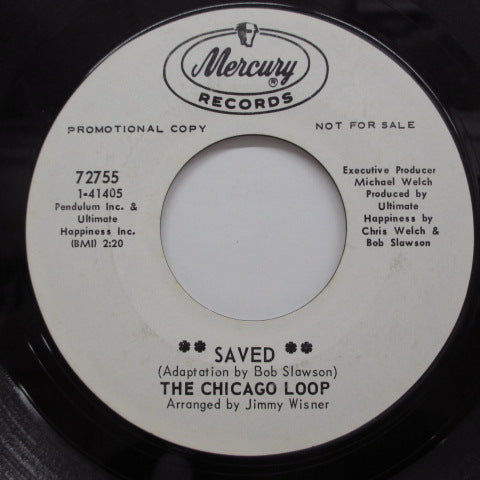 Mercury ®
RECORDS
PROMOTIONAL COPY
NOT FOR SALE
72755
1-41405
Pendulum Inc. &
Ultimate
Happiness Inc.
(BMI) 2:20
Executive Producer
Michael Welch
Produced by
Ultimate
Happiness by
Chris Welch &
Bob Slawson
** SAVED **
(Adaptation by Bob Slawson)
THE CHICAGO LOOP
Arranged by Jimmy Wisner